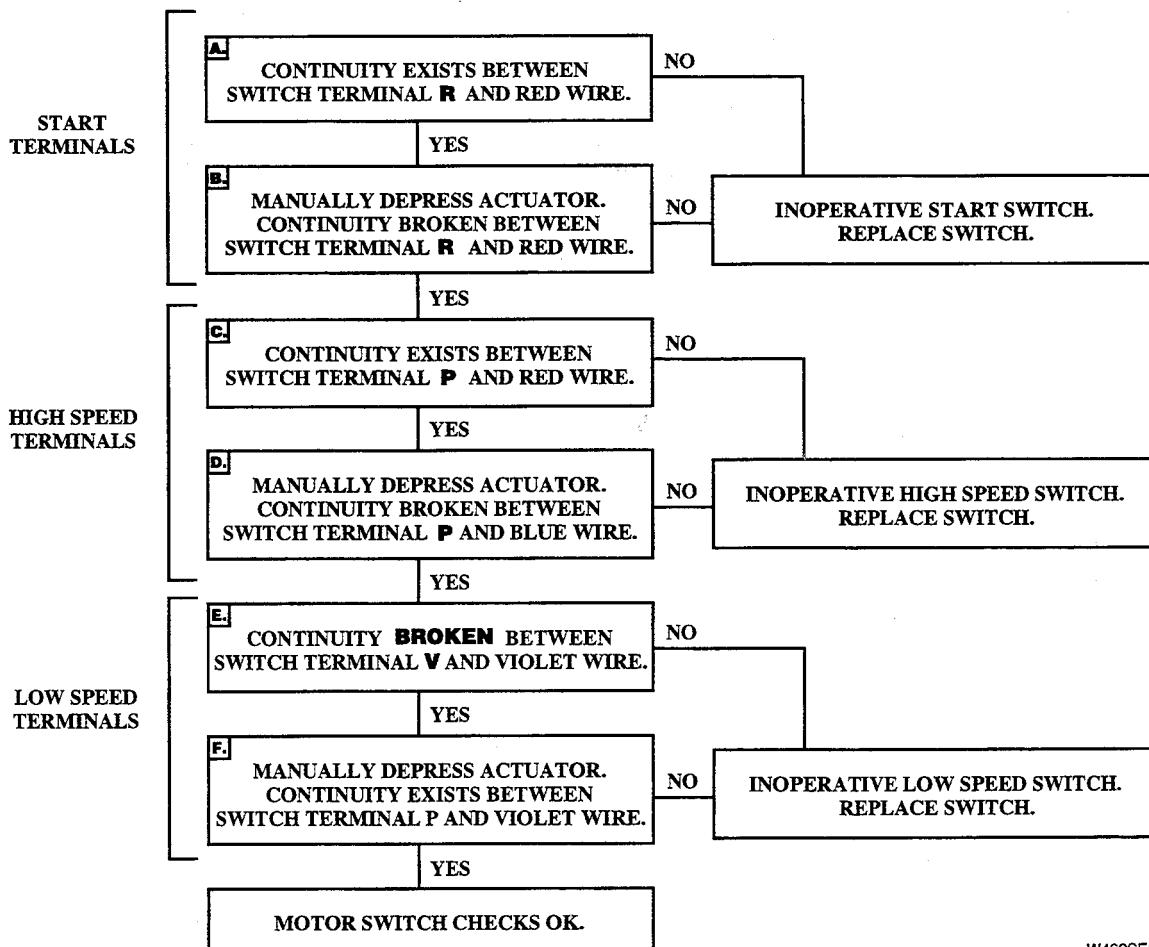 START
TERMINALS
A.
CONTINUITY EXISTS BETWEEN
SWITCH TERMINAL R AND RED WIRE.
NO
YES
B.
MANUALLY DEPRESS ACTUATOR.
CONTINUITY BROKEN BETWEEN
SWITCH TERMINAL R AND RED WIRE.
NO
INOPERATIVE START SWITCH.
REPLACE SWITCH.
YES
HIGH SPEED
TERMINALS
C.
CONTINUITY EXISTS BETWEEN
SWITCH TERMINAL P AND RED WIRE.
NO
YES
D.
MANUALLY DEPRESS ACTUATOR.
CONTINUITY BROKEN BETWEEN
SWITCH TERMINAL P AND BLUE WIRE.
NO
INOPERATIVE HIGH SPEED SWITCH.
REPLACE SWITCH.
YES
LOW SPEED
TERMINALS
E.
CONTINUITY BROKEN BETWEEN
SWITCH TERMINAL V AND VIOLET WIRE.
NO
YES
F.
MANUALLY DEPRESS ACTUATOR.
CONTINUITY EXISTS BETWEEN
SWITCH TERMINAL P AND VIOLET WIRE.
NO
INOPERATIVE LOW SPEED SWITCH.
REPLACE SWITCH.
YES
MOTOR SWITCH CHECKS OK.